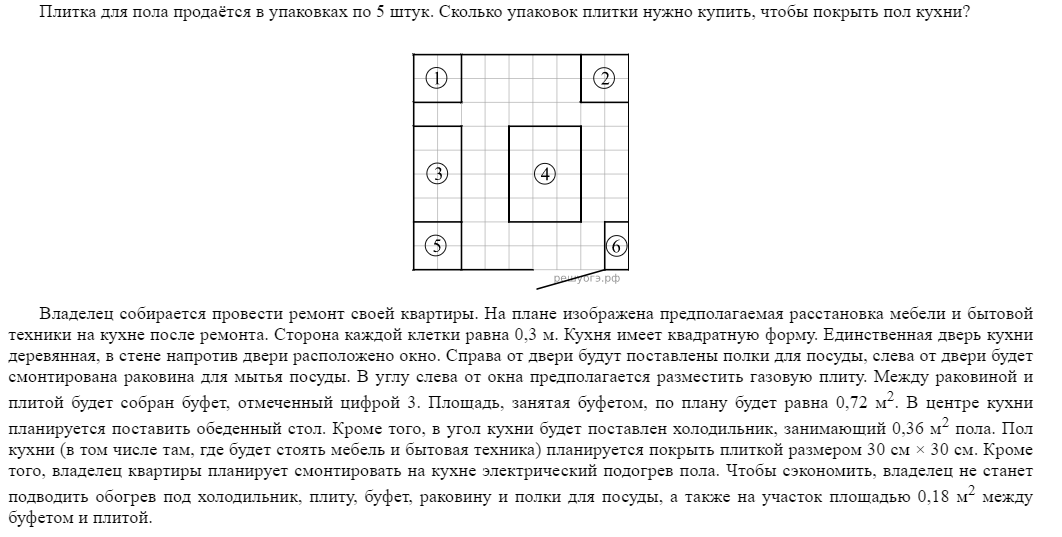 Плитка для пола продаётся в упаковках по 5 штук. Сколько упаковок плитки нужно купить, чтобы покрыть пол кухни?
1
2
3
4
5
6
решуогэ.рф
Владелец собирается провести ремонт своей квартиры. На плане изображена предполагаемая расстановка мебели и бытовой
техники на кухне после ремонта. Сторона каждой клетки равна 0,3 м. Кухня имеет квадратную форму. Единственная дверь кухни
деревянная, в стене напротив двери расположено окно. Справа от двери будут поставлены полки для посуды, слева от двери будет
смонтирована раковина для мытья посуды. В углу слева от окна предполагается разместить газовую плиту. Между раковиной и
плитой будет собран буфет, отмеченный цифрой 3. Площадь, занятая буфетом, по плану будет равна 0,72 м². В центре кухни
планируется поставить обеденный стол. Кроме того, в угол кухни будет поставлен холодильник, занимающий 0,36 м² пола. Пол
кухни (в том числе там, где будет стоять мебель и бытовая техника) планируется покрыть плиткой размером 30 см × 30 см. Кроме
того, владелец квартиры планирует смонтировать на кухне электрический подогрев пола. Чтобы сэкономить, владелец не станет
подводить обогрев под холодильник, плиту, буфет, раковину и полки для посуды, а также на участок площадью 0,18 м² между
буфетом и плитой.